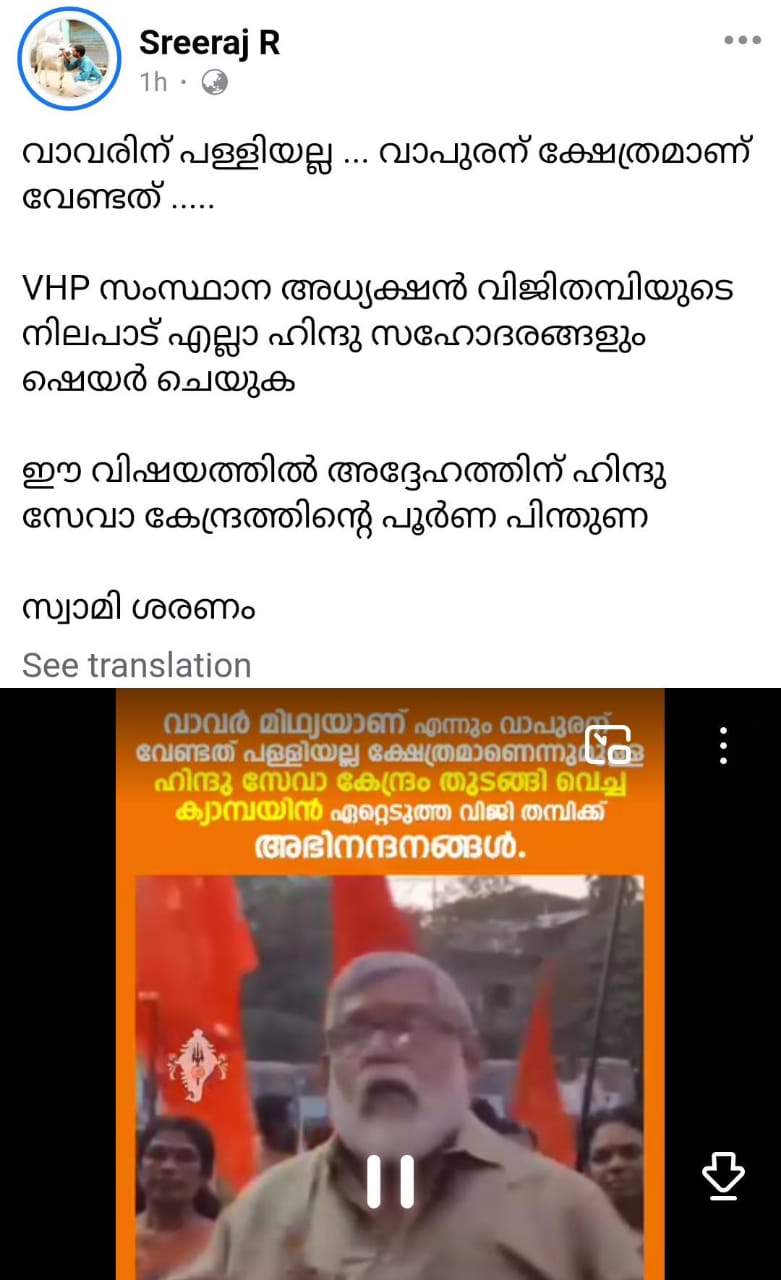 Sreeraj R
1h ·
വാവരിന് പള്ളിയല്ല ... വാപുരന് ക്ഷേത്രമാണ്
വേണ്ടത് .....
VHP സംസ്ഥാന അധ്യക്ഷൻ വിജിതമ്പിയുടെ
നിലപാട് എല്ലാ ഹിന്ദു സഹോദരങ്ങളും
ഷെയർ ചെയുക
ഈ വിഷയത്തിൽ അദ്ദേഹത്തിന് ഹിന്ദു
സേവാ കേന്ദ്രത്തിന്റെ പൂർണ പിന്തുണ
സ്വാമി ശരണം
See translation
വാവർ മിഥ്യയാണ് എന്നും വാപുരന്
വേണ്ടത് പള്ളിയല്ല ക്ഷേത്രമാണെന്നുമുള്ള
ഹിന്ദു സേവാ കേന്ദ്രം തുടങ്ങി വെച്ച
ക്യാമ്പയിൻ ഏറ്റെടുത്ത വിജി തമ്പിക്ക്
അഭിനന്ദനങ്ങൾ.